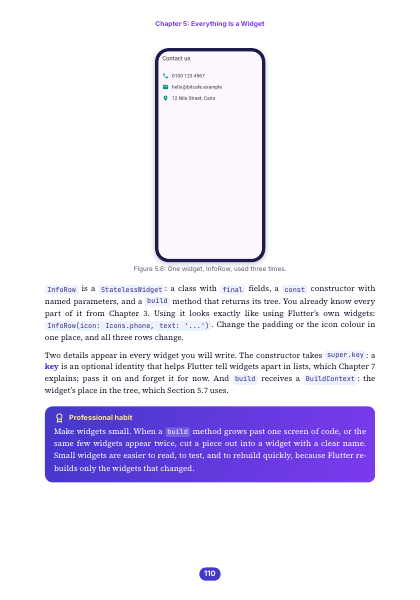 Chapter 5: Everything Is a Widget
Contact us
0100 123 4567
hello@bitcafe.example
12 Nile Street, Cairo
Figure 5.6: One widget, InfoRow, used three times.
InfoRow is a StatelessWidget: a class with final fields, a const constructor with
named parameters, and a build method that returns its tree. You already know every
part of it from Chapter 3. Using it looks exactly like using Flutter's own widgets:
InfoRow(icon: Icons.phone, text: '...'). Change the padding or the icon colour in
one place, and all three rows change.
Two details appear in every widget you will write. The constructor takes super.key: a
key is an optional identity that helps Flutter tell widgets apart in lists, which Chapter 7
explains; pass it on and forget it for now. And build receives a BuildContext: the
widget's place in the tree, which Section 5.7 uses.
Professional habit
Make widgets small. When a build method grows past one screen of code, or the
same few widgets appear twice, cut a piece out into a widget with a clear name.
Small widgets are easier to read, to test, and to rebuild quickly, because Flutter re-
builds only the widgets that changed.
110